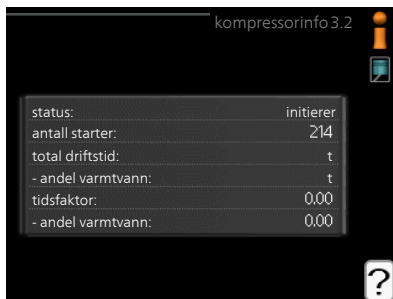 kompressorinfo 3.2
status: initierer
antall starter: 214
total driftstid: t
- andel varmtvann: t
tidsfaktor: 0.00
- andel varmtvann: 0.00
?